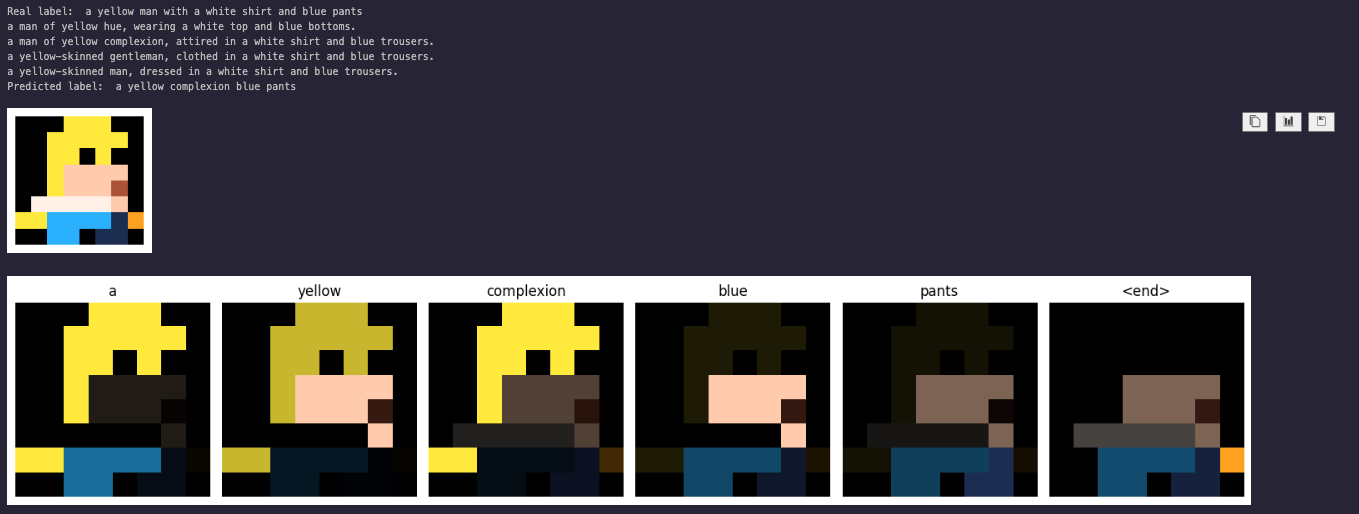 Real label:  a yellow man with a white shirt and blue pants
a man of yellow hue, wearing a white top and blue bottoms.
a man of yellow complexion, attired in a white shirt and blue trousers.
a yellow-skinned gentleman, clothed in a white shirt and blue trousers.
a yellow-skinned man, dressed in a white shirt and blue trousers.
Predicted label:  a yellow complexion blue pants
a yellow complexion blue pants <end>